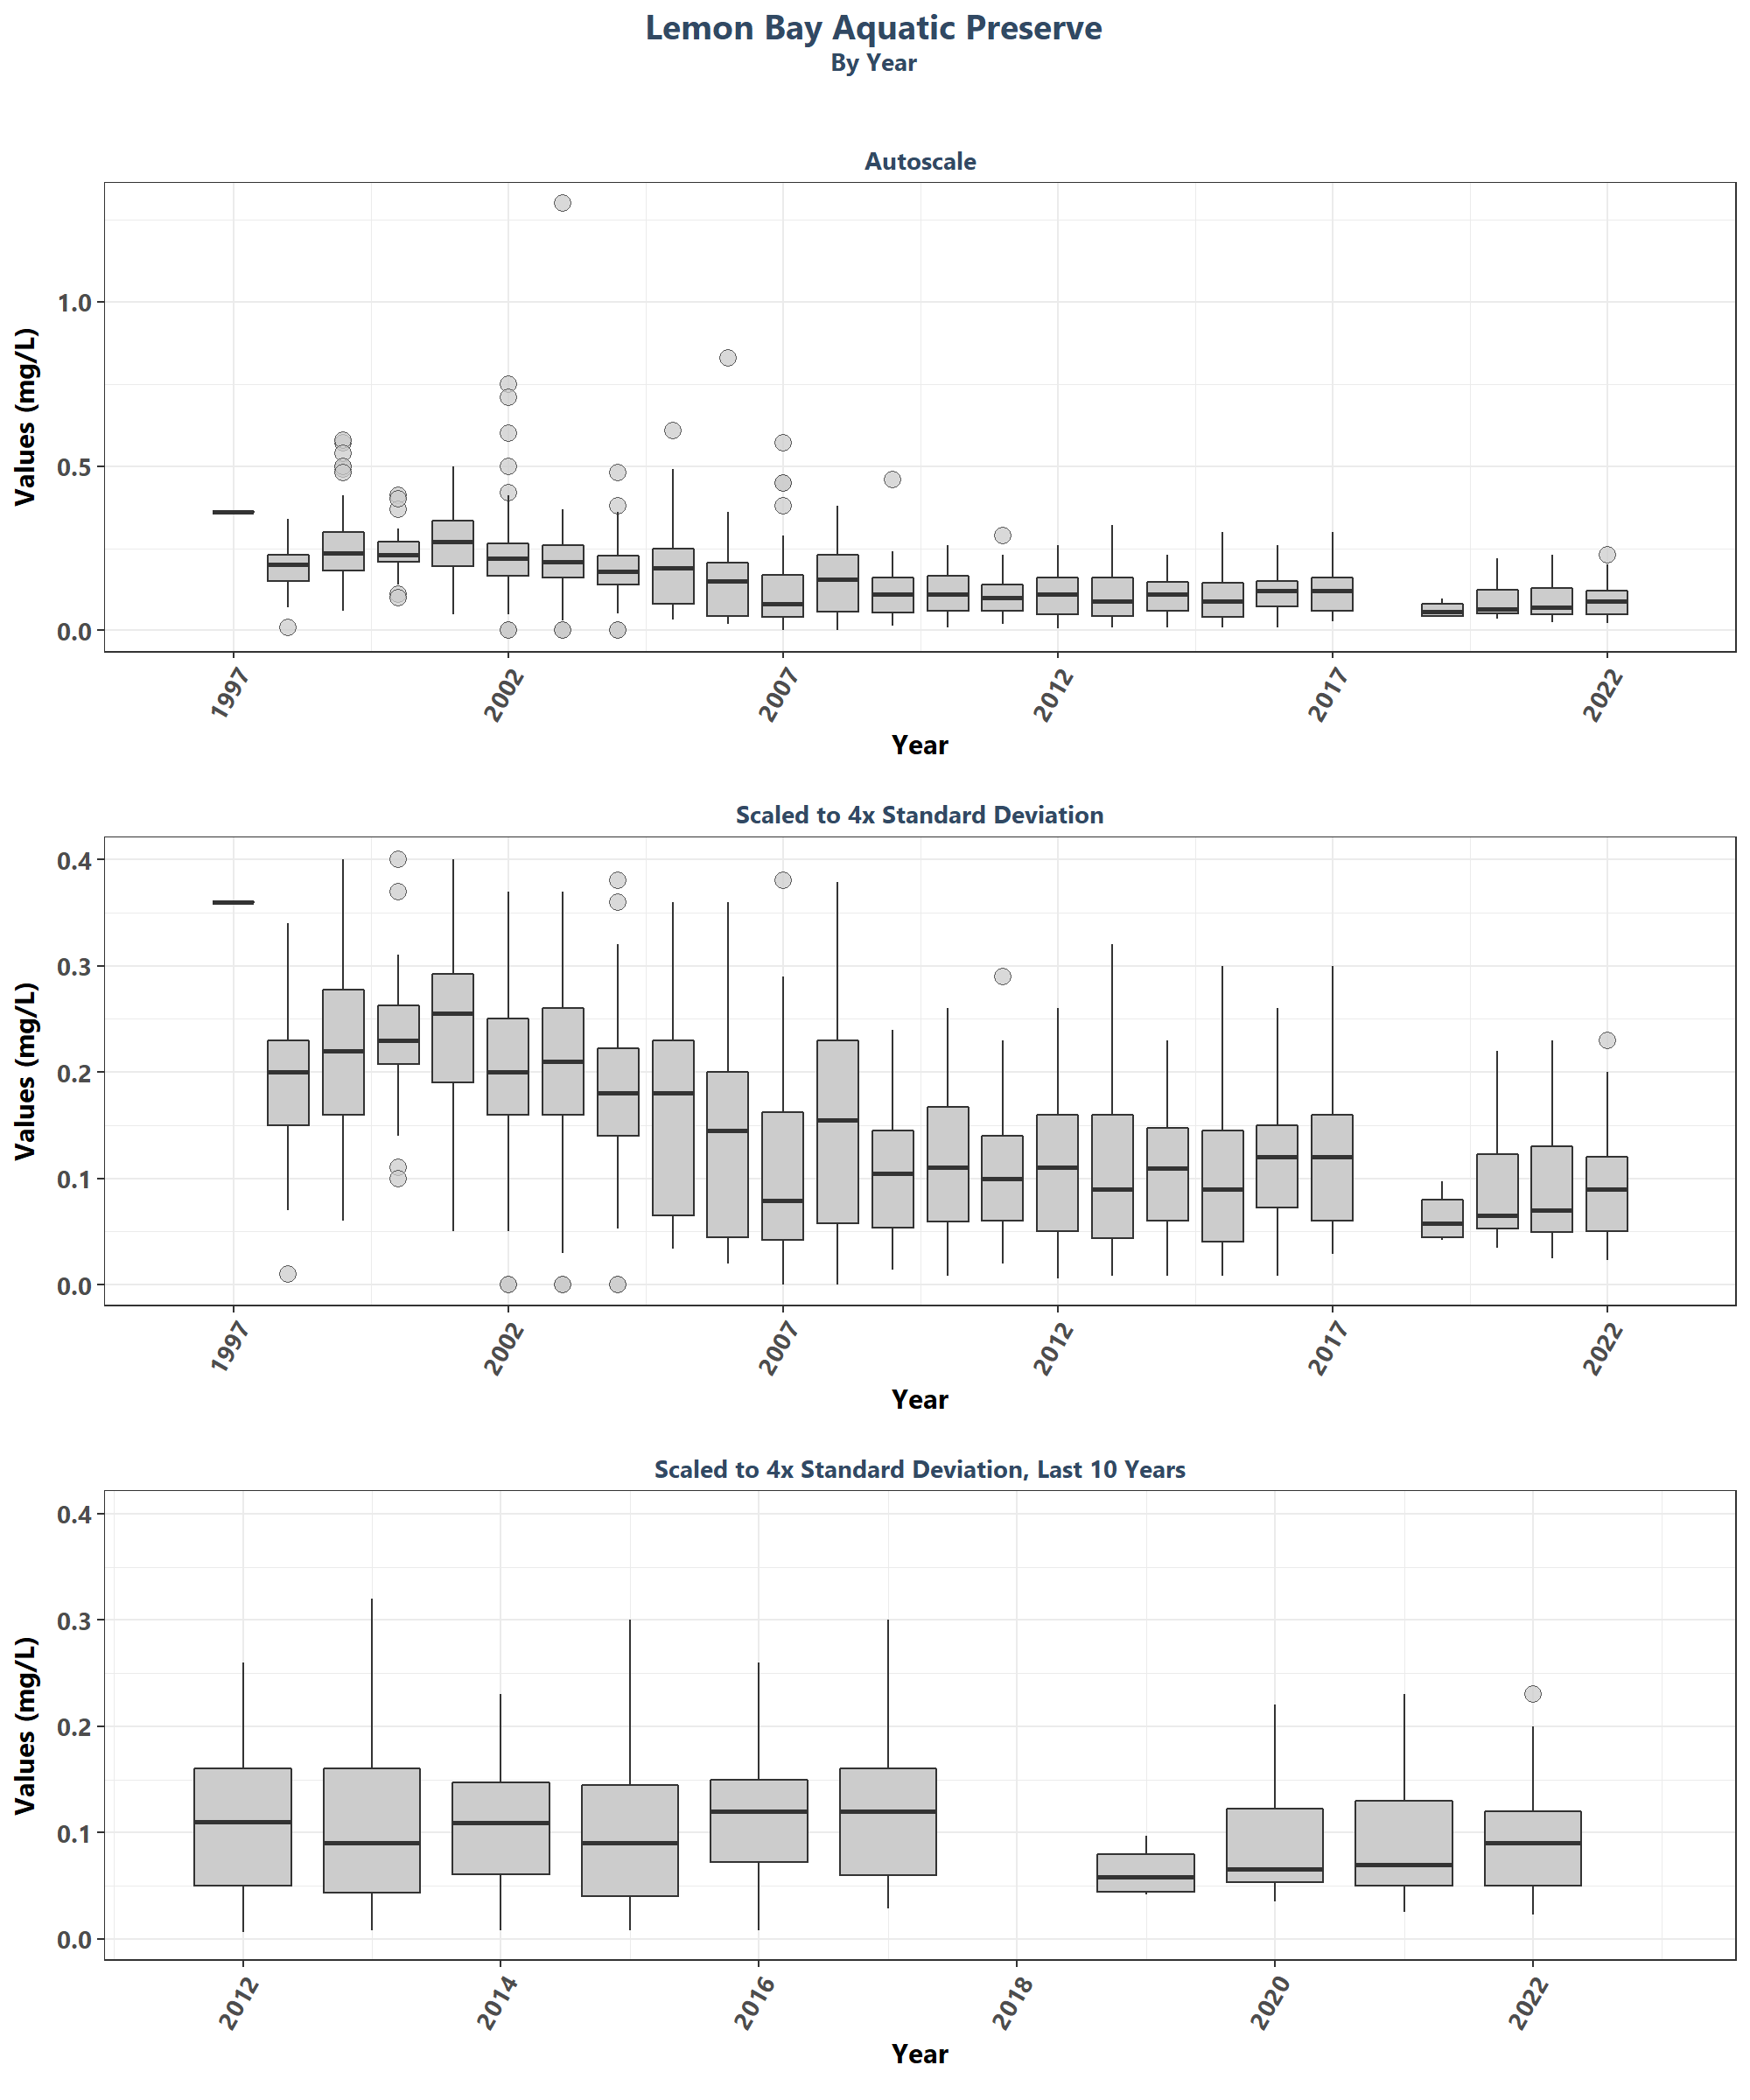 Lemon Bay Aquatic Preserve
By Year
Autoscale
Values (mg/L)
1.0
0.5
0.0
1997 2002 2007 2012 2017 2022
Year
Scaled to 4x Standard Deviation
Values (mg/L)
0.4
0.3
0.2
0.1
0.0
1997 2002 2007 2012 2017 2022
Year
Scaled to 4x Standard Deviation, Last 10 Years
Values (mg/L)
0.4
0.3
0.2
0.1
0.0
2012 2014 2016 2018 2020 2022
Year